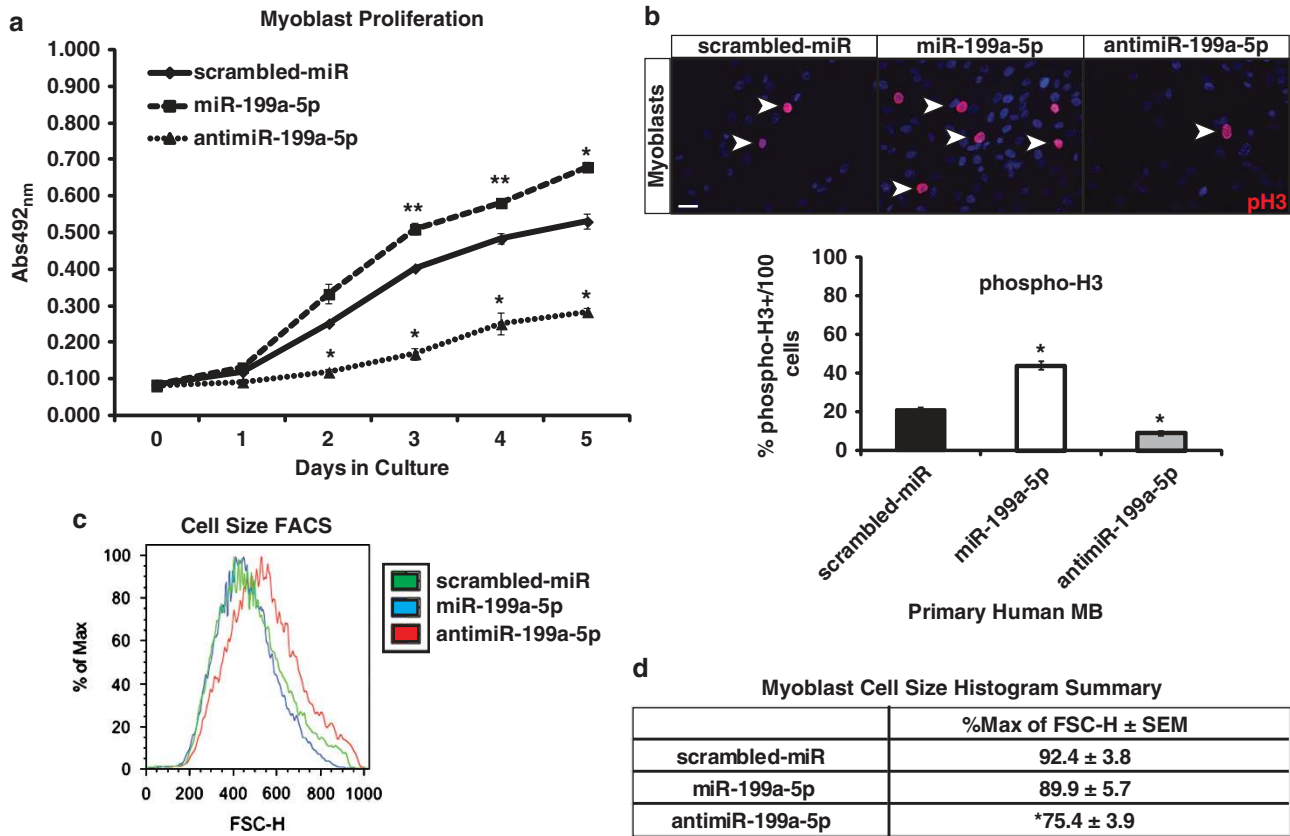 a
Myoblast Proliferation
1.000
0.900
0.800
0.700
0.600
0.500
0.400
0.300
0.200
0.100
0.000
Abs492nm
scrambled-miR
miR-199a-5p
antimiR-199a-5p
*
**
**
*
*
*
*
*
0 1 2 3 4 5
Days in Culture
b
scrambled-miR miR-199a-5p antimiR-199a-5p
Myoblasts
pH3
phospho-H3
% phospho-H3+/100
cells
100
80
60
40
20
0
*
*
scrambled-miR
miR-199a-5p
antimiR-199a-5p
Primary Human MB
c
Cell Size FACS
% of Max
100
80
60
40
20
0
0 200 400 600 800 1000
FSC-H
scrambled-miR
miR-199a-5p
antimiR-199a-5p
d
Myoblast Cell Size Histogram Summary
%Max of FSC-H ± SEM
scrambled-miR 92.4 ± 3.8
miR-199a-5p 89.9 ± 5.7
antimiR-199a-5p *75.4 ± 3.9